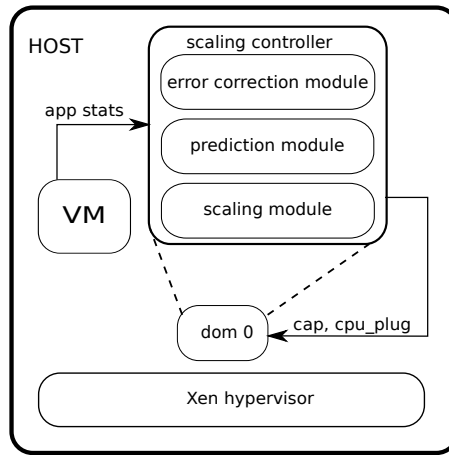 HOST
scaling controller
error correction module
app stats
prediction module
scaling module
VM
dom 0
cap, cpu_plug
Xen hypervisor